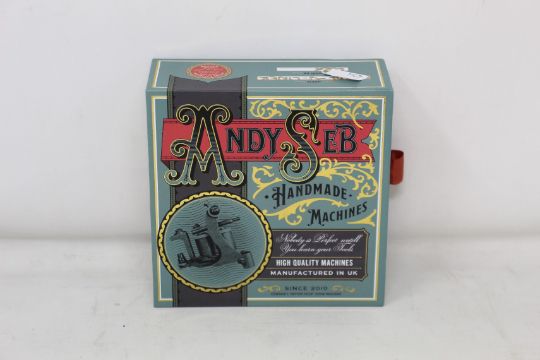 ANDY SEB
HANDMADE
MACHINES
Nobody is Perfect untill
You learn your Tools
HIGH QUALITY MACHINES
MANUFACTURED IN UK
SINCE 2010